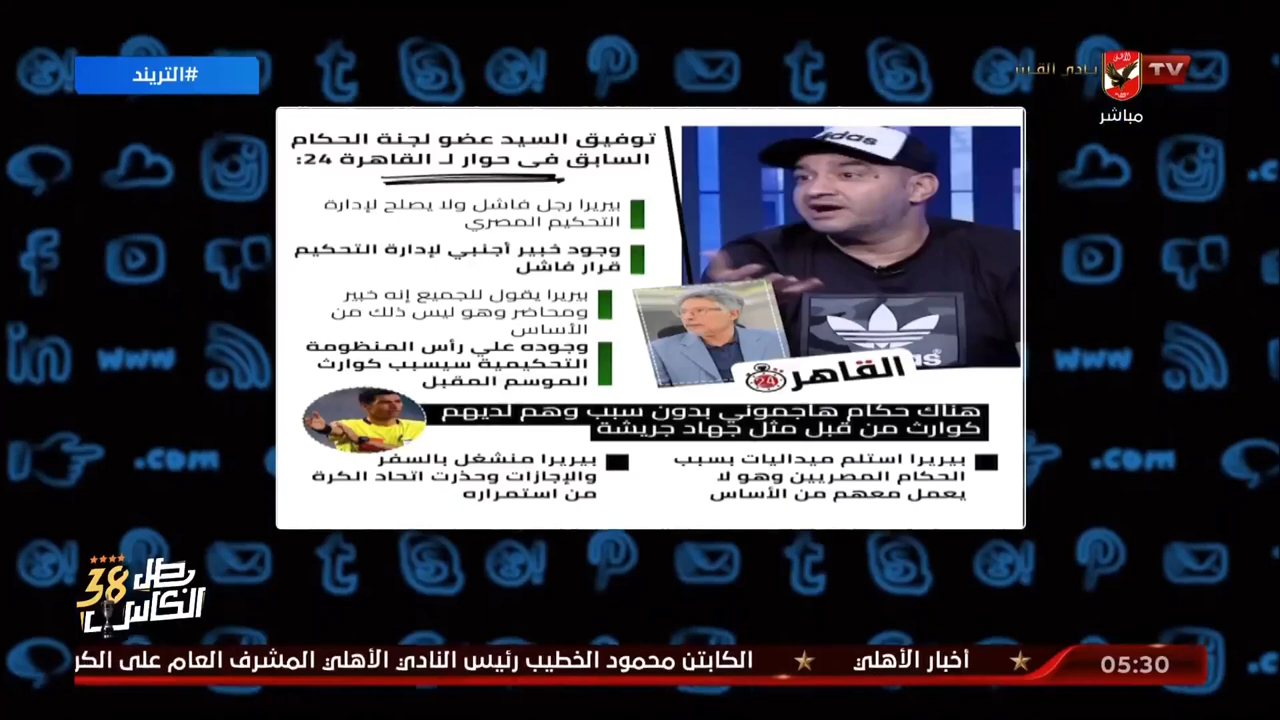 #التريند
نادي القرن
TV
مباشر
توفيق السيد عضو لجنة الحكام
السابق فى حوار لـ القاهرة 24:
بيريرا رجل فاشل ولا يصلح لإدارة
التحكيم المصري
وجود خبير أجنبي لإدارة التحكيم
قرار فاشل
بيريرا يقول للجميع إنه خبير
ومحاضر وهو ليس ذلك من
الأساس
وجوده علي رأس المنظومة
التحكيمية سيسبب كوارث
الموسم المقبل
adidas
القاهر 24
هناك حكام هاجموني بدون سبب وهم لديهم
كوارث من قبل مثل جهاد جريشة
بيريرا استلم ميداليات بسبب
الحكام المصريين وهو لا
يعمل معهم من الأساس
بيريرا منشغل بالسفر
والإجازات وحذرت اتحاد الكرة
من استمراره
بطل
الكاس 38
05:30
أخبار الأهلي
الكابتن محمود الخطيب رئيس النادي الأهلي المشرف العام على الكر